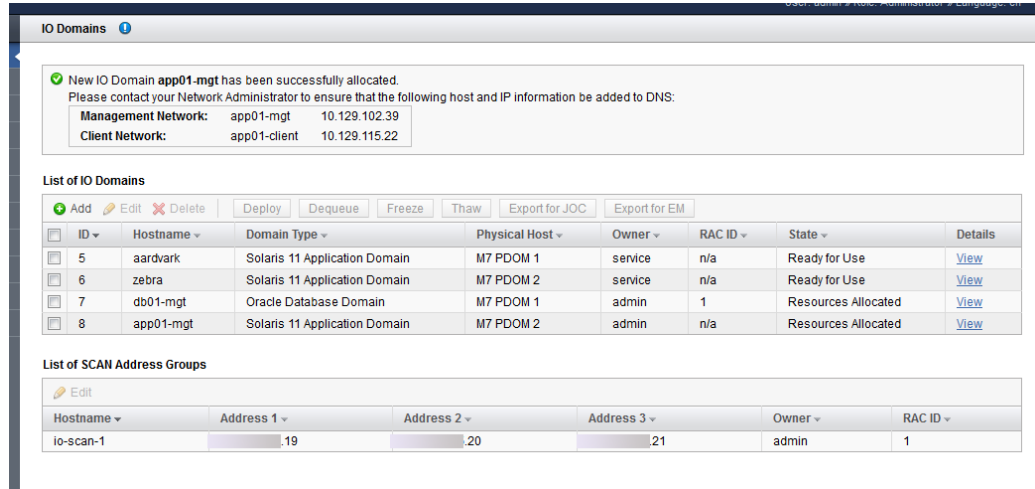 User: admin » Role: Administrator » Language: en
IO Domains
New IO Domain app01-mgt has been successfully allocated.
Please contact your Network Administrator to ensure that the following host and IP information be added to DNS:
Management Network: app01-mgt 10.129.102.39
Client Network: app01-client 10.129.115.22
List of IO Domains
Add Edit Delete Deploy Dequeue Freeze Thaw Export for JOC Export for EM
ID Hostname Domain Type Physical Host Owner RAC ID State Details
5 aardvark Solaris 11 Application Domain M7 PDOM 1 service n/a Ready for Use View
6 zebra Solaris 11 Application Domain M7 PDOM 2 service n/a Ready for Use View
7 db01-mgt Oracle Database Domain M7 PDOM 1 admin 1 Resources Allocated View
8 app01-mgt Solaris 11 Application Domain M7 PDOM 2 admin n/a Resources Allocated View
List of SCAN Address Groups
Edit
Hostname Address 1 Address 2 Address 3 Owner RAC ID
io-scan-1 .19 .20 .21 admin 1